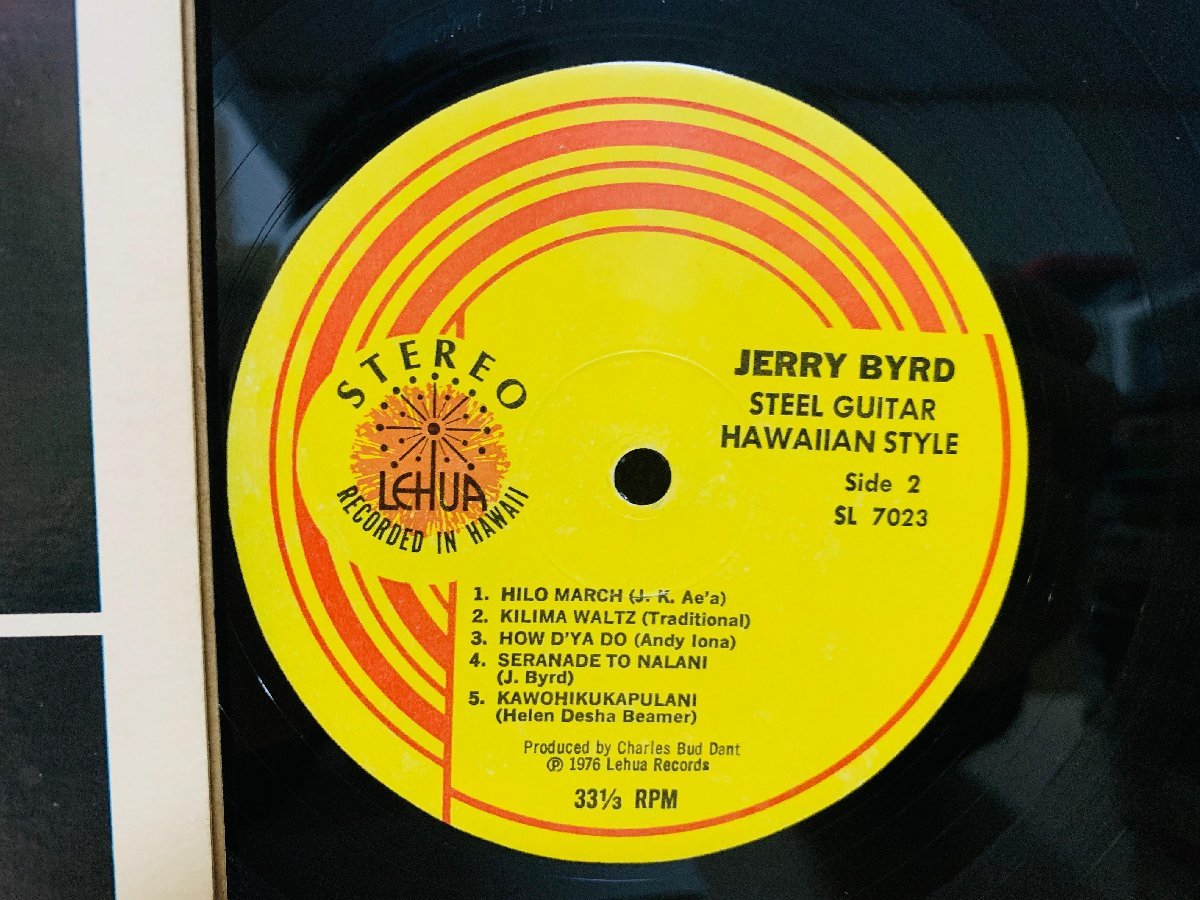 STEREO
LEHUA
RECORDED IN HAWAII
JERRY BYRD
STEEL GUITAR
HAWAIIAN STYLE
Side 2
SL 7023
1. HILO MARCH (J. K. Ae'a)
2. KILIMA WALTZ (Traditional)
3. HOW D'YA DO (Andy Iona)
4. SERANADE TO NALANI
(J. Byrd)
5. KAWOHIKUKAPULANI
(Helen Desha Beamer)
Produced by Charles Bud Dant
℗ 1976 Lehua Records
33⅓ RPM